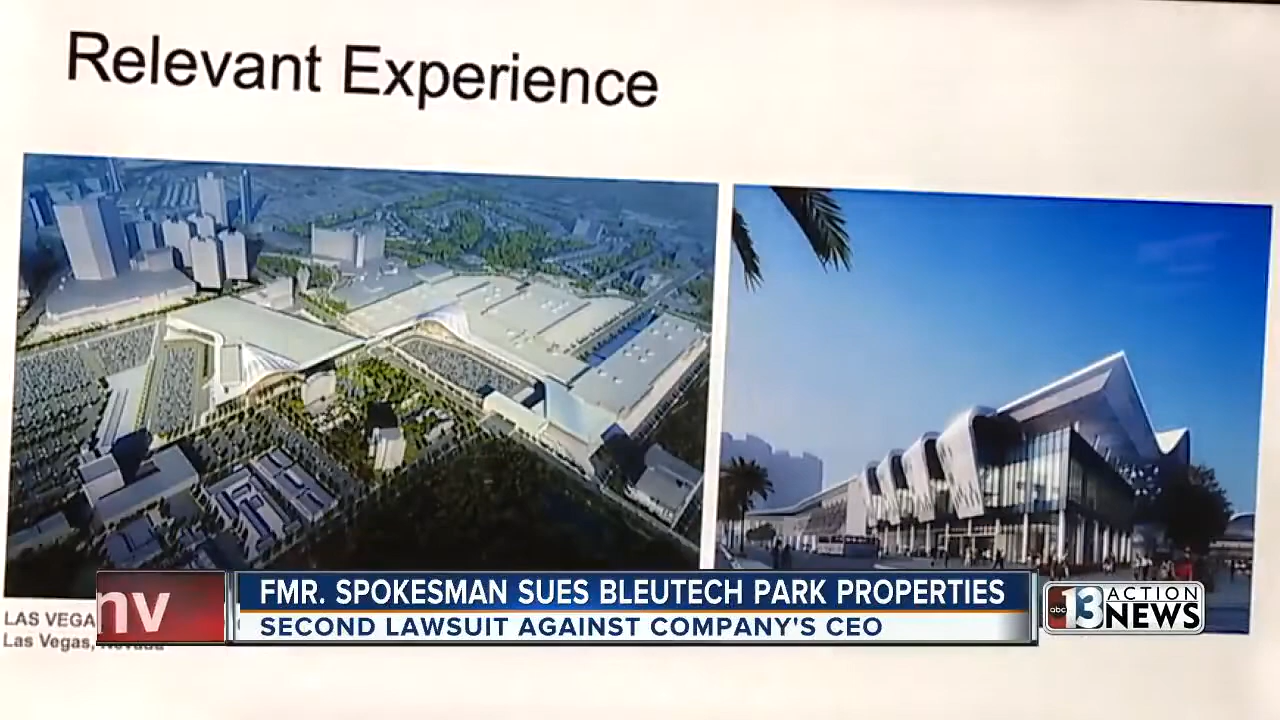 Relevant Experience
LAS VEGA
Las Vegas, Nevada
nv
FMR. SPOKESMAN SUES BLEUTECH PARK PROPERTIES
SECOND LAWSUIT AGAINST COMPANY'S CEO
abc 13 ACTION NEWS